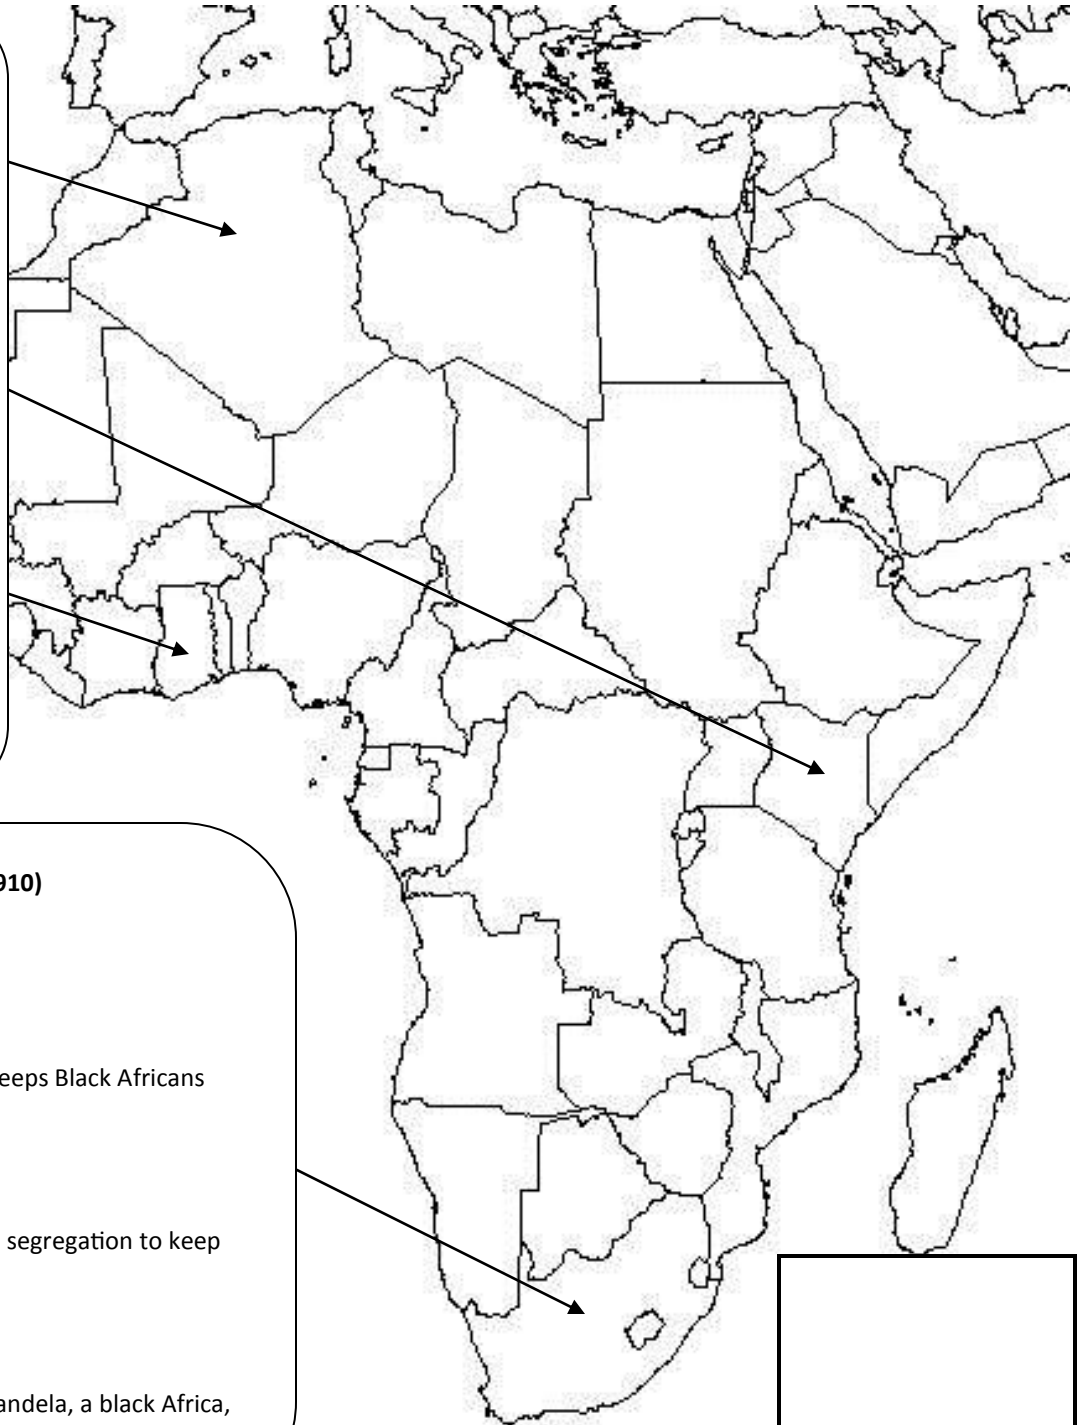 910)
eeps Black Africans
segregation to keep
andela, a black Africa,